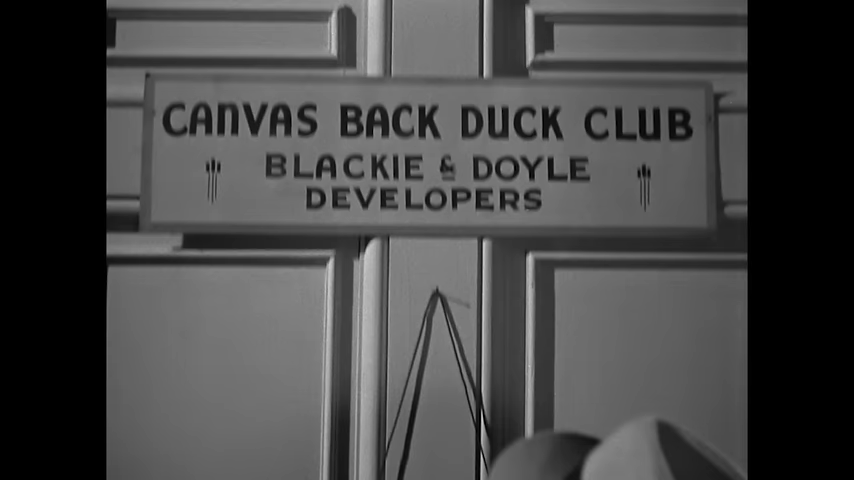 CANVAS BACK DUCK CLUB
BLACKIE & DOYLE
DEVELOPERS